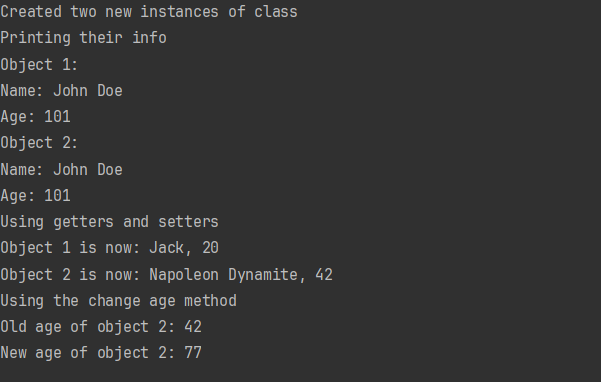 Created two new instances of class
Printing their info
Object 1:
Name: John Doe
Age: 101
Object 2:
Name: John Doe
Age: 101
Using getters and setters
Object 1 is now: Jack, 20
Object 2 is now: Napoleon Dynamite, 42
Using the change age method
Old age of object 2: 42
New age of object 2: 77